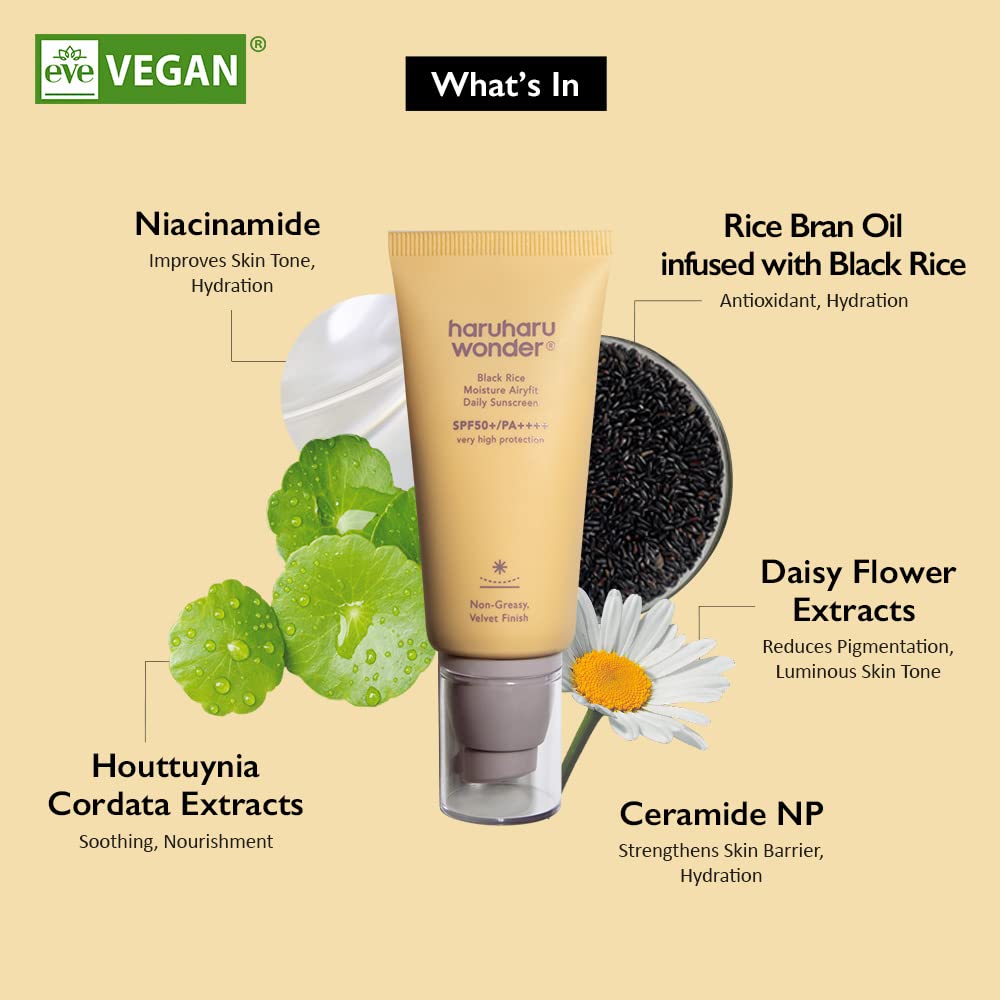 eve VEGAN®
What's In
Niacinamide
Improves Skin Tone,
Hydration
Rice Bran Oil
infused with Black Rice
Antioxidant, Hydration
haruharu
wonder®
Black Rice
Moisture Airyfit
Daily Sunscreen
SPF50+/PA++++
very high protection
Non-Greasy,
Velvet Finish
Daisy Flower
Extracts
Reduces Pigmentation,
Luminous Skin Tone
Houttuynia
Cordata Extracts
Soothing, Nourishment
Ceramide NP
Strengthens Skin Barrier,
Hydration